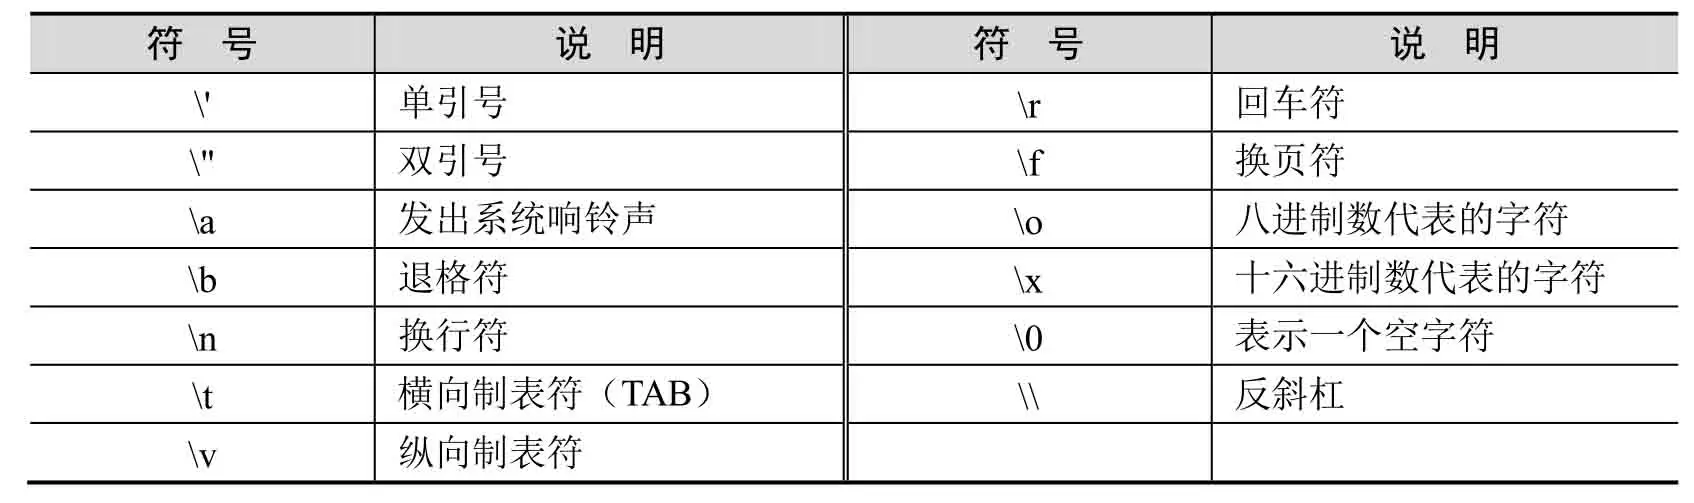 符 号 说 明 符 号 说 明
\' 单引号 \r 回车符
\" 双引号 \f 换页符
\a 发出系统响铃声 \o 八进制数代表的字符
\b 退格符 \x 十六进制数代表的字符
\n 换行符 \0 表示一个空字符
\t 横向制表符（TAB） \\ 反斜杠
\v 纵向制表符